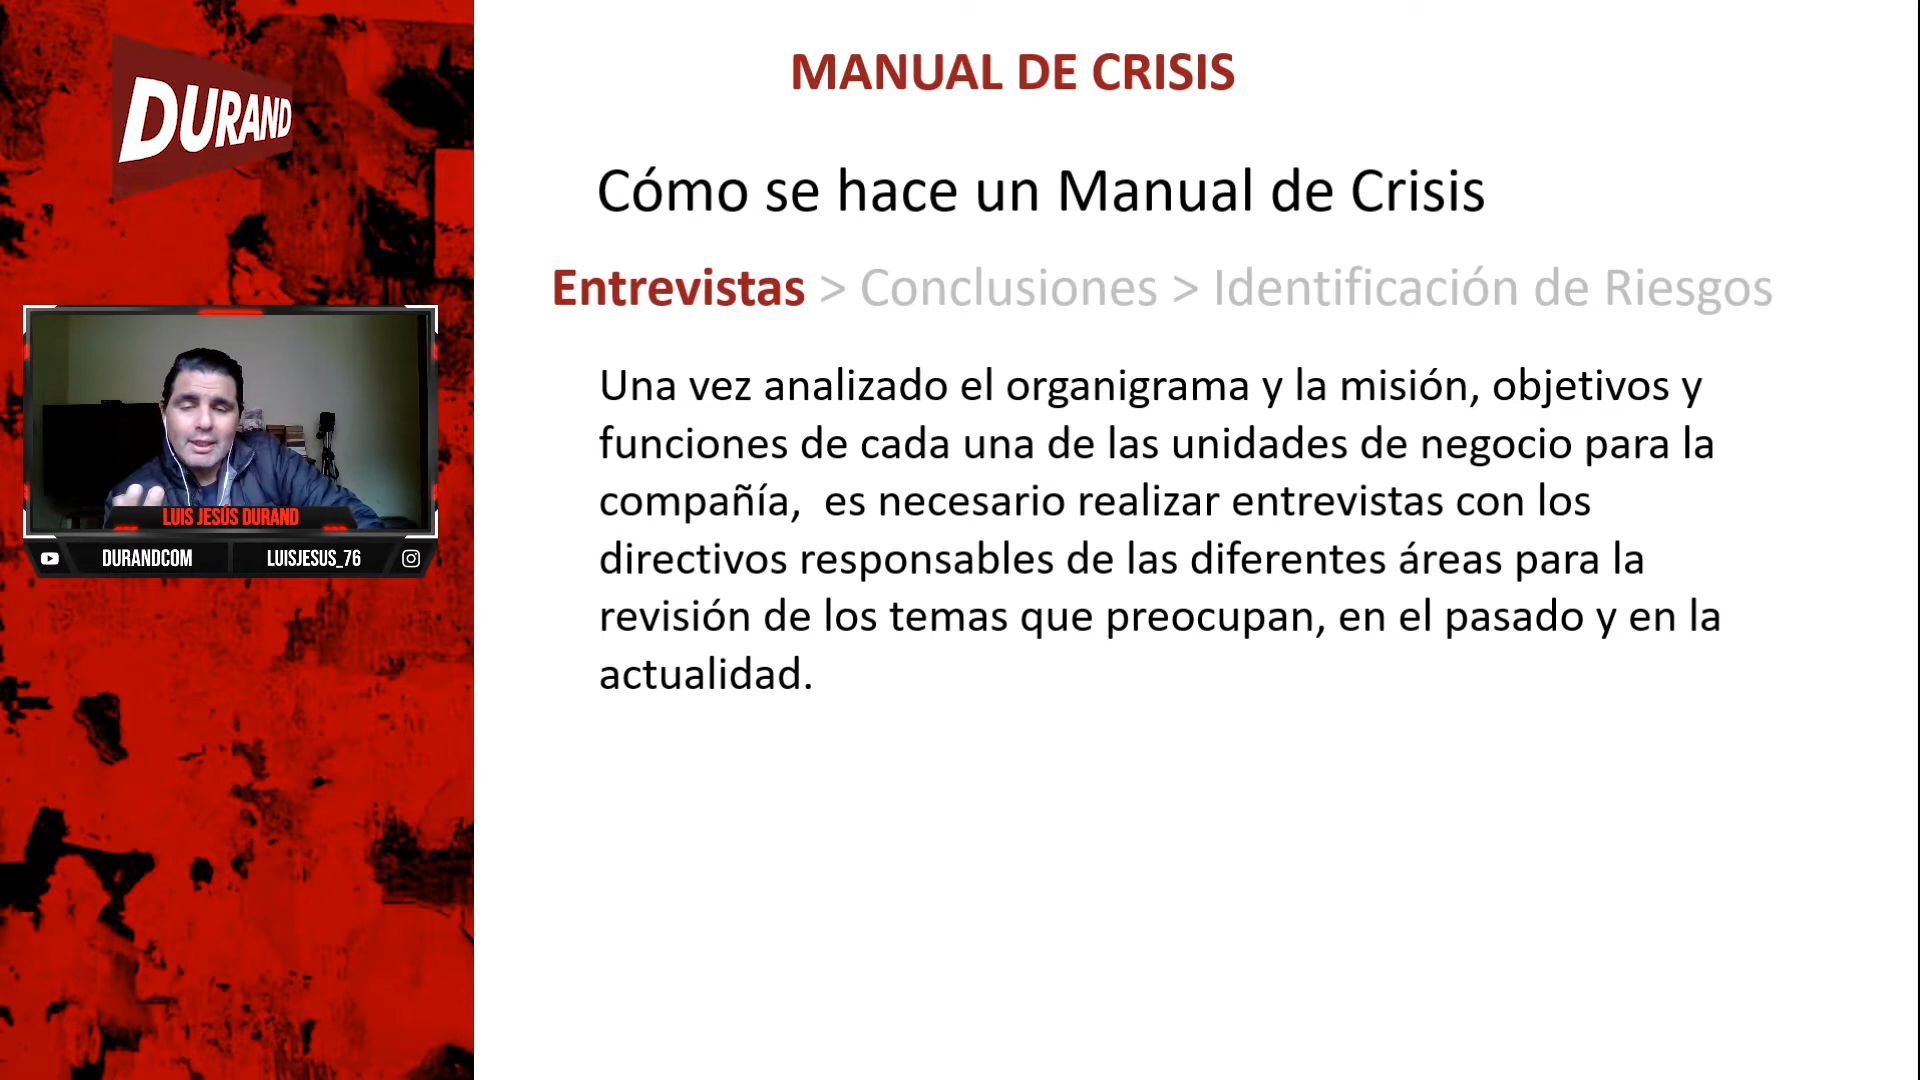 DURAND
LUIS JESÚS DURAND
DURANDCOM
LUISJESUS_76
MANUAL DE CRISIS
Cómo se hace un Manual de Crisis
Entrevistas > Conclusiones > Identificación de Riesgos
Una vez analizado el organigrama y la misión, objetivos y
funciones de cada una de las unidades de negocio para la
compañía,  es necesario realizar entrevistas con los
directivos responsables de las diferentes áreas para la
revisión de los temas que preocupan, en el pasado y en la
actualidad.